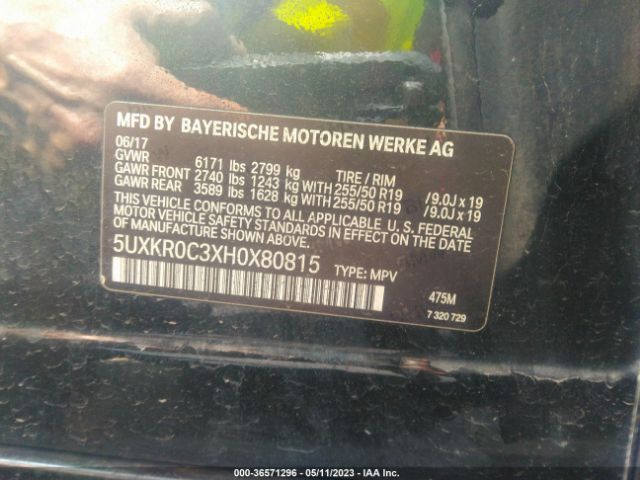 MFD BY BAYERISCHE MOTOREN WERKE AG
06/17
GVWR 6171 lbs 2799 kg TIRE / RIM
GAWR FRONT 2740 lbs 1243 kg WITH 255/50 R19 /9.0J x 19
GAWR REAR 3589 lbs 1628 kg WITH 255/50 R19 /9.0J x 19
THIS VEHICLE CONFORMS TO ALL APPLICABLE U. S. FEDERAL
MOTOR VEHICLE SAFETY STANDARDS IN EFFECT ON THE DATE
OF MANUFACTURE SHOWN ABOVE.
5UXKR0C3XH0X80815 TYPE: MPV
475M
7 320 729
000-36571296 - 05/11/2023 - IAA Inc.